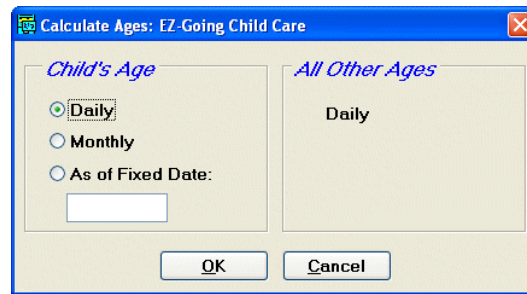 Calculate Ages: EZ-Going Child Care
Child's Age
Daily
Monthly
As of Fixed Date:
All Other Ages
Daily
OK
Cancel